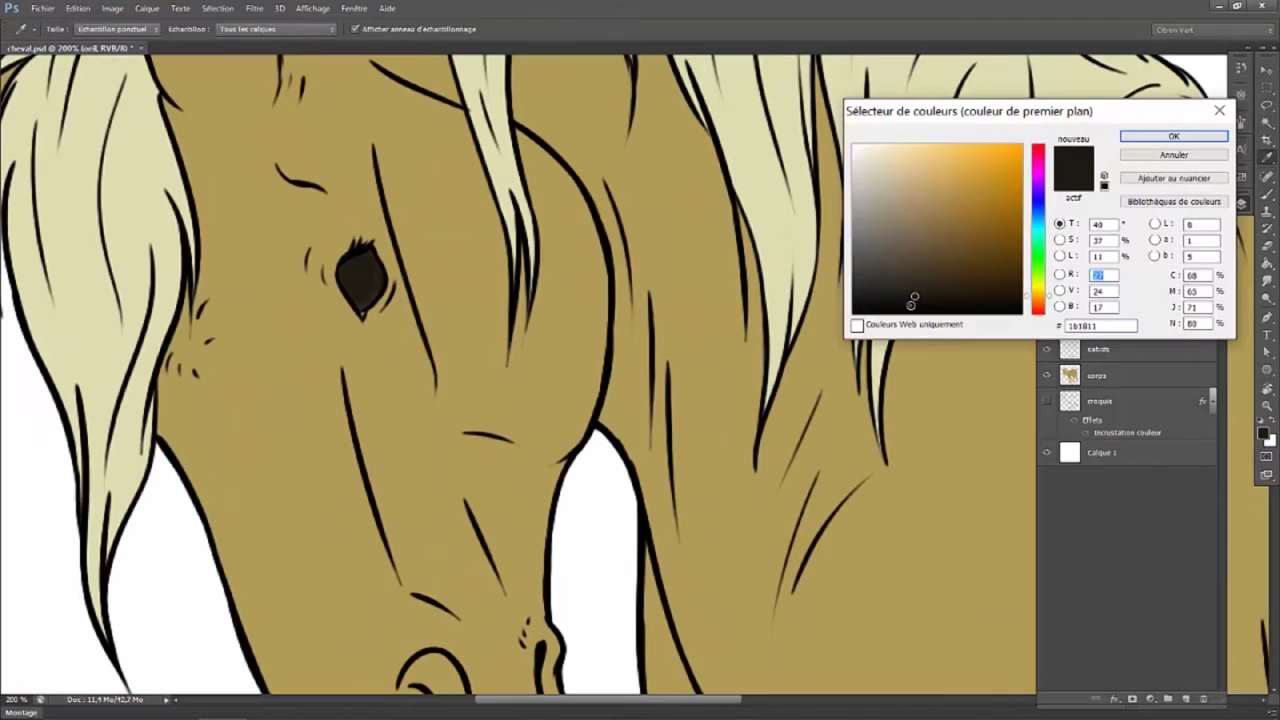 Ps Fichier Edition Image Calque Texte Sélection Filtre 3D Affichage Fenêtre Aide
Taille : Echantillon ponctuel Echantillon : Tous les calques Afficher anneau d'échantillonnage Citron Vart
cheval.psd @ 200% (oeil, RVB/8) *
Sélecteur de couleurs (couleur de premier plan)
nouveau
actif
OK
Annuler
Ajouter au nuancier
Bibliothèques de couleurs
T : 40 ° L : 8
S : 37 % a : 1
L : 11 % b : 5
R : 27 C : 68 %
V : 24 M : 65 %
B : 17 J : 71 %
# 1b1811 N : 80 %
Couleurs Web uniquement
sabots
corps
croquis fx
Effets
Incrustation couleur
Calque 1
200 % Doc : 11,4 Mo/42,7 Mo
Montage